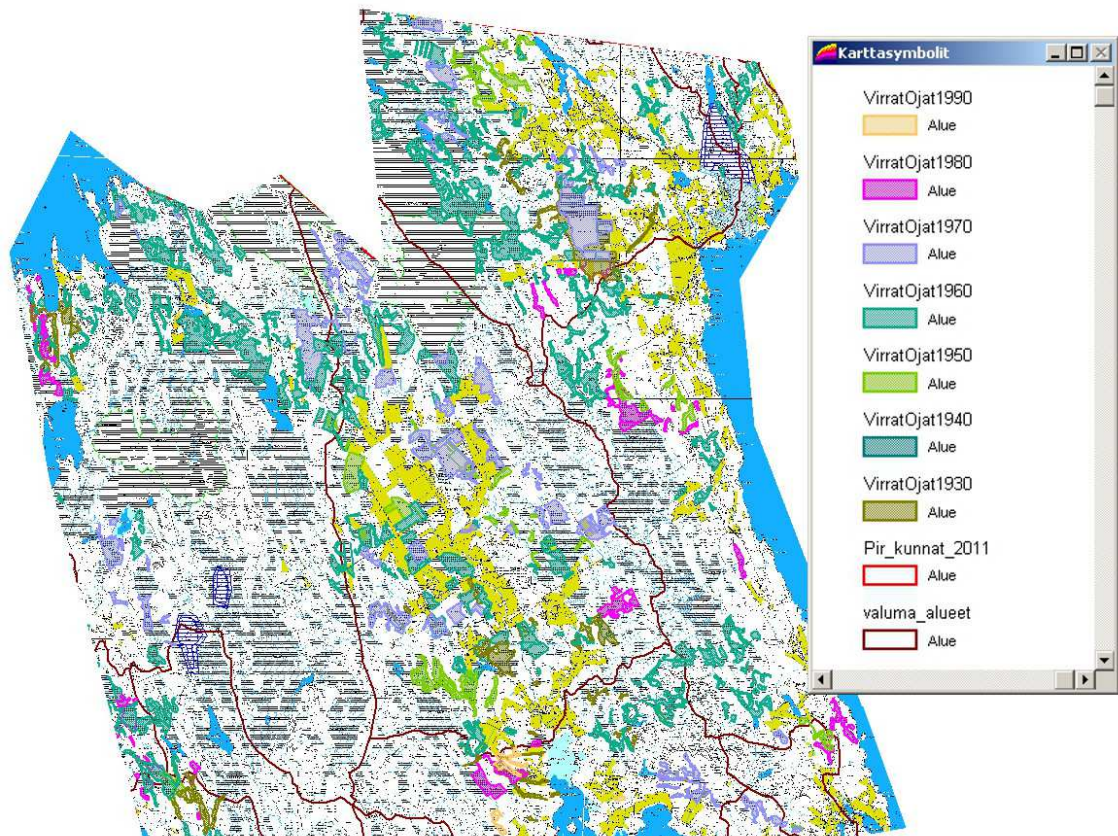 Karttasymbolit
VirratOjat1990
Alue
VirratOjat1980
Alue
VirratOjat1970
Alue
VirratOjat1960
Alue
VirratOjat1950
Alue
VirratOjat1940
Alue
VirratOjat1930
Alue
Pir_kunnat_2011
Alue
valuma_alueet
Alue